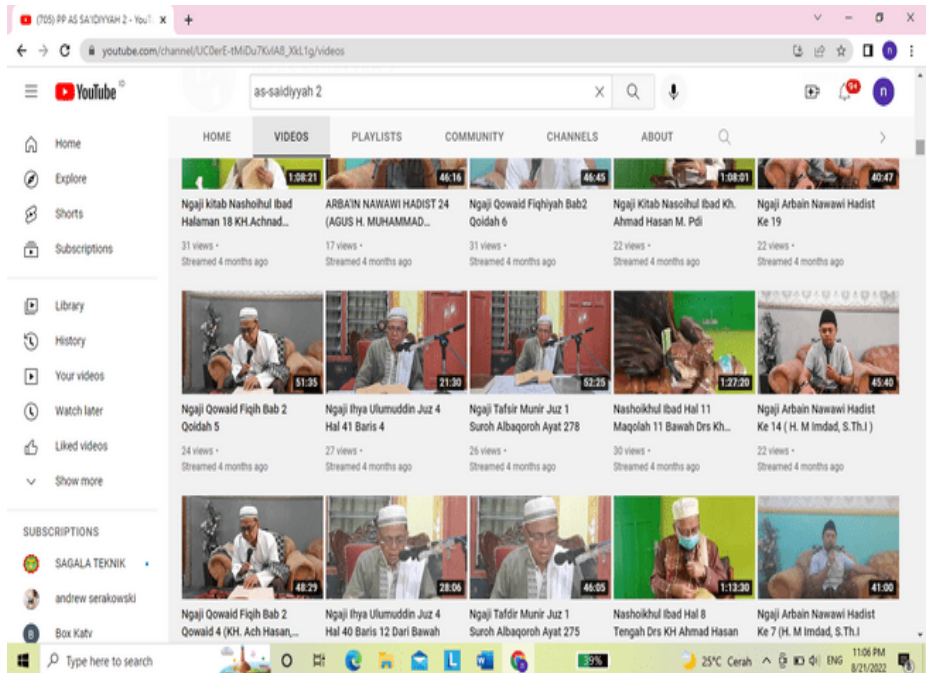 (705) PP AS SA'IDIYYAH 2 - YouT
youtube.com/channel/UC0erE-tMiDu7KvlA8_XkL1g/videos
n
YouTube ID
as-saidiyyah 2
9+
n
HOME VIDEOS PLAYLISTS COMMUNITY CHANNELS ABOUT
Home
Explore
Shorts
Subscriptions
Library
History
Your videos
Watch later
Liked videos
Show more
SUBSCRIPTIONS
SAGALA TEKNIK
andrew serakowski
B Box Katv
1:08:21
Ngaji kitab Nashoihul Ibad
Halaman 18 KH.Achnad...
31 views •
Streamed 4 months ago
46:16
ARBA'IN NAWAWI HADIST 24
(AGUS H. MUHAMMAD...
17 views •
Streamed 4 months ago
46:45
Ngaji Qowaid Fiqhiyah Bab2
Qoidah 6
31 views •
Streamed 4 months ago
1:08:01
Ngaji Kitab Nasoihul Ibad Kh.
Ahmad Hasan M. Pdi
22 views •
Streamed 4 months ago
40:47
Ngaji Arbain Nawawi Hadist
Ke 19
22 views •
Streamed 4 months ago
51:35
Ngaji Qowaid Fiqih Bab 2
Qoidah 5
24 views •
Streamed 4 months ago
21:30
Ngaji Ihya Ulumuddin Juz 4
Hal 41 Baris 4
27 views •
Streamed 4 months ago
52:25
Ngaji Tafsir Munir Juz 1
Suroh Albaqoroh Ayat 278
26 views •
Streamed 4 months ago
1:27:20
Nashoikhul Ibad Hal 11
Maqolah 11 Bawah Drs Kh...
30 views •
Streamed 4 months ago
45:40
Ngaji Arbain Nawawi Hadist
Ke 14 ( H. M Imdad, S.Th.I )
22 views •
Streamed 4 months ago
48:29
Ngaji Qowaid Fiqih Bab 2
Qowaid 4 (KH. Ach Hasan,...
28:06
Ngaji Ihya Ulumuddin Juz 4
Hal 40 Baris 12 Dari Bawah
46:05
Ngaji Tafdir Munir Juz 1
Suroh Albaqoroh Ayat 275
1:13:30
Nashoikhul Ibad Hal 8
Tengah Drs KH Ahmad Hasan
41:00
Ngaji Arbain Nawawi Hadist
Ke 7 (H. M Imdad, S.Th.I
Type here to search
L
39%
25°C Cerah
ENG
11:06 PM
8/21/2022